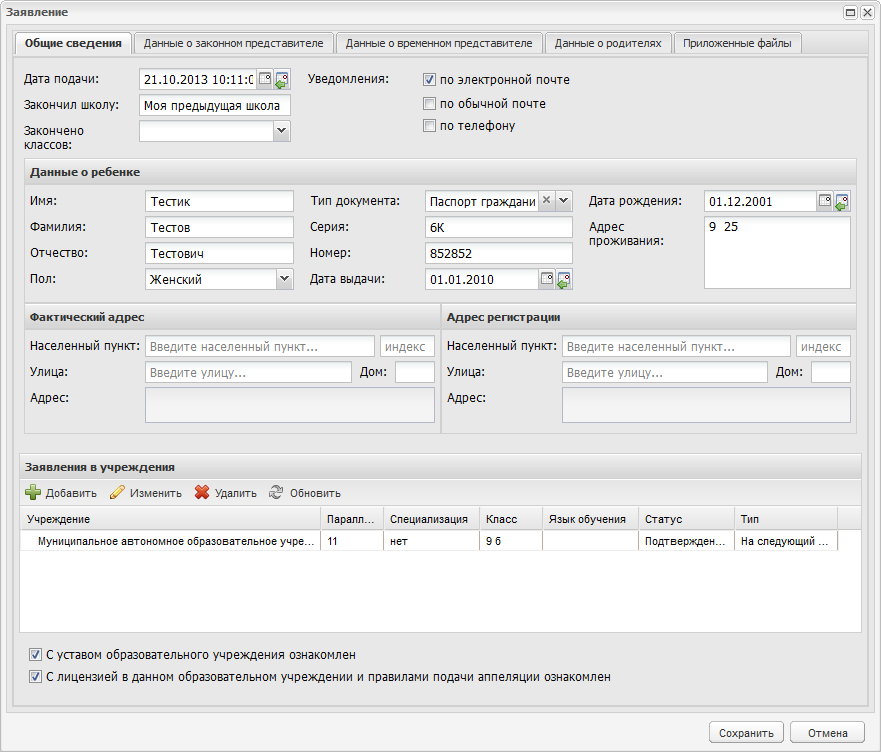 Заявление
Общие сведения Данные о законном представителе Данные о временном представителе Данные о родителях Приложенные файлы
Дата подачи: 21.10.2013 10:11:0 Уведомления: по электронной почте
Закончил школу: Моя предыдущая школа по обычной почте
Закончено классов: по телефону
Данные о ребенке
Имя: Тестик Тип документа: Паспорт граждани Дата рождения: 01.12.2001
Фамилия: Тестов Серия: 6К Адрес проживания: 9 25
Отчество: Тестович Номер: 852852
Пол: Женский Дата выдачи: 01.01.2010
Фактический адрес Адрес регистрации
Населенный пункт: Введите населенный пункт... индекс Населенный пункт: Введите населенный пункт... индекс
Улица: Введите улицу... Дом: Улица: Введите улицу... Дом:
Адрес: Адрес:
Заявления в учреждения
Добавить Изменить Удалить Обновить
Учреждение Паралл... Специализация Класс Язык обучения Статус Тип
Муниципальное автономное образовательное учре... 11 нет 9 б Подтвержден... На следующий ...
С уставом образовательного учреждения ознакомлен
С лицензией в данном образовательном учреждении и правилами подачи аппеляции ознакомлен
Сохранить Отмена